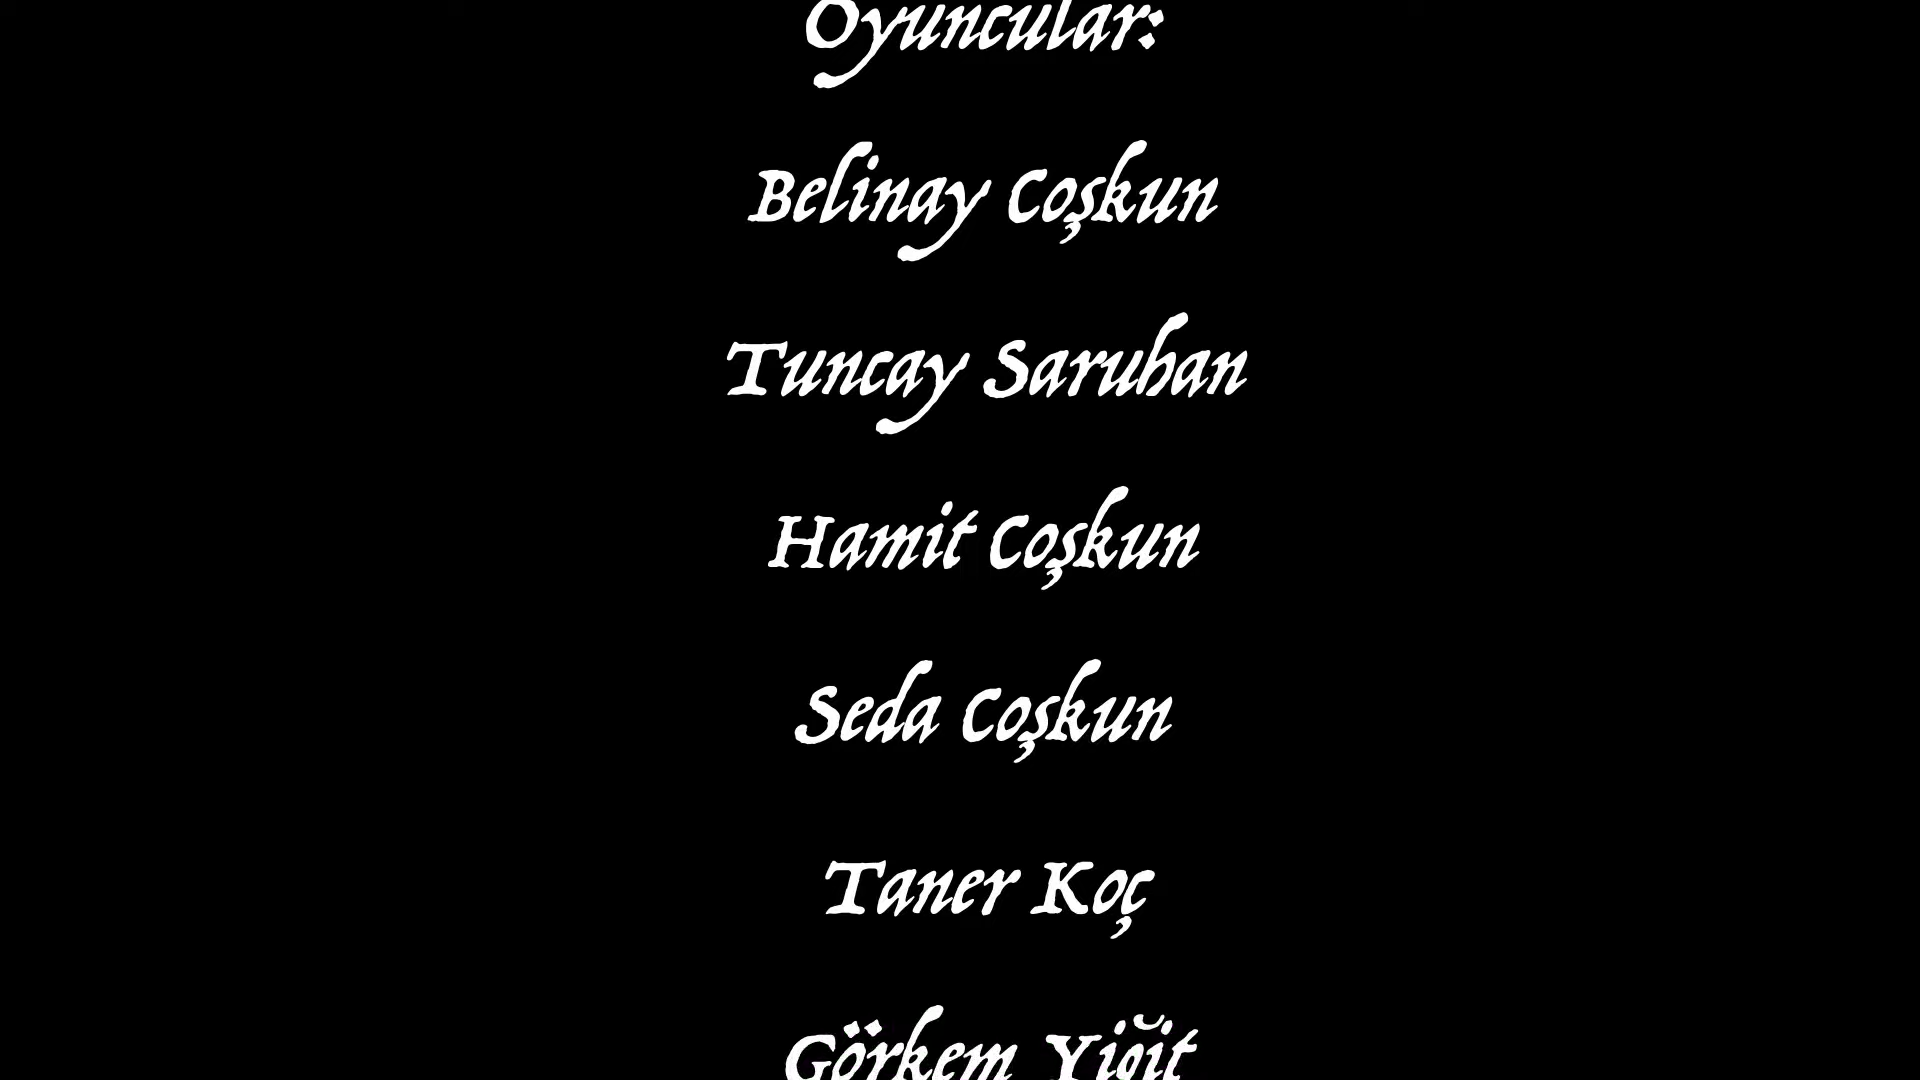 Oyuncular:
Belinay Coşkun
Tuncay Saruhan
Hamit Coşkun
Seda Coşkun
Taner Koç
Görkem Yiğit